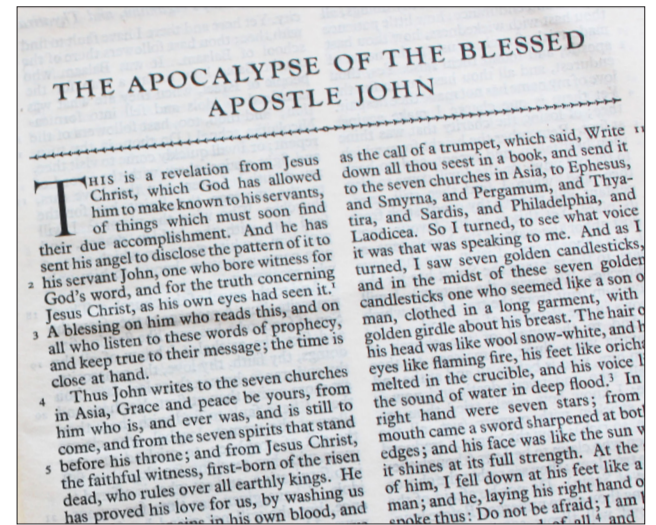 THE APOCALYPSE OF THE BLESSED
APOSTLE JOHN
THIS is a revelation from Jesus
Christ, which God has allowed
him to make known to his servants,
of things which must soon find
their due accomplishment. And he has
sent his angel to disclose the pattern of it to
2 his servant John, one who bore witness for
God's word, and for the truth concerning
Jesus Christ, as his own eyes had seen it.¹
3 A blessing on him who reads this, and on
all who listen to these words of prophecy,
and keep true to their message; the time is
close at hand.
4 Thus John writes to the seven churches
in Asia, Grace and peace be yours, from
him who is, and ever was, and is still to
come, and from the seven spirits that stand
5 before his throne; and from Jesus Christ,
the faithful witness, first-born of the risen
dead, who rules over all earthly kings. He
has proved his love for us, by washing us
in his own blood, and
as the call of a trumpet, which said, Write 11
down all thou seest in a book, and send it
to the seven churches in Asia, to Ephesus,
and Smyrna, and Pergamum, and Thya-
tira, and Sardis, and Philadelphia, and
Laodicea. So I turned, to see what voice
it was that was speaking to me. And as I
turned, I saw seven golden candlesticks,
and in the midst of these seven golden
candlesticks one who seemed like a son o
man, clothed in a long garment, with
golden girdle about his breast. The hair o
his head was like wool snow-white, and h
eyes like flaming fire, his feet like orich
melted in the crucible, and his voice l
the sound of water in deep flood.³ In
right hand were seven stars; from
mouth came a sword sharpened at bot
edges; and his face was like the sun w
it shines at its full strength. At the
of him, I fell down at his feet like a
man; and he, laying his right hand o
spoke thus: Do not be afraid; I am
of all⁴ and